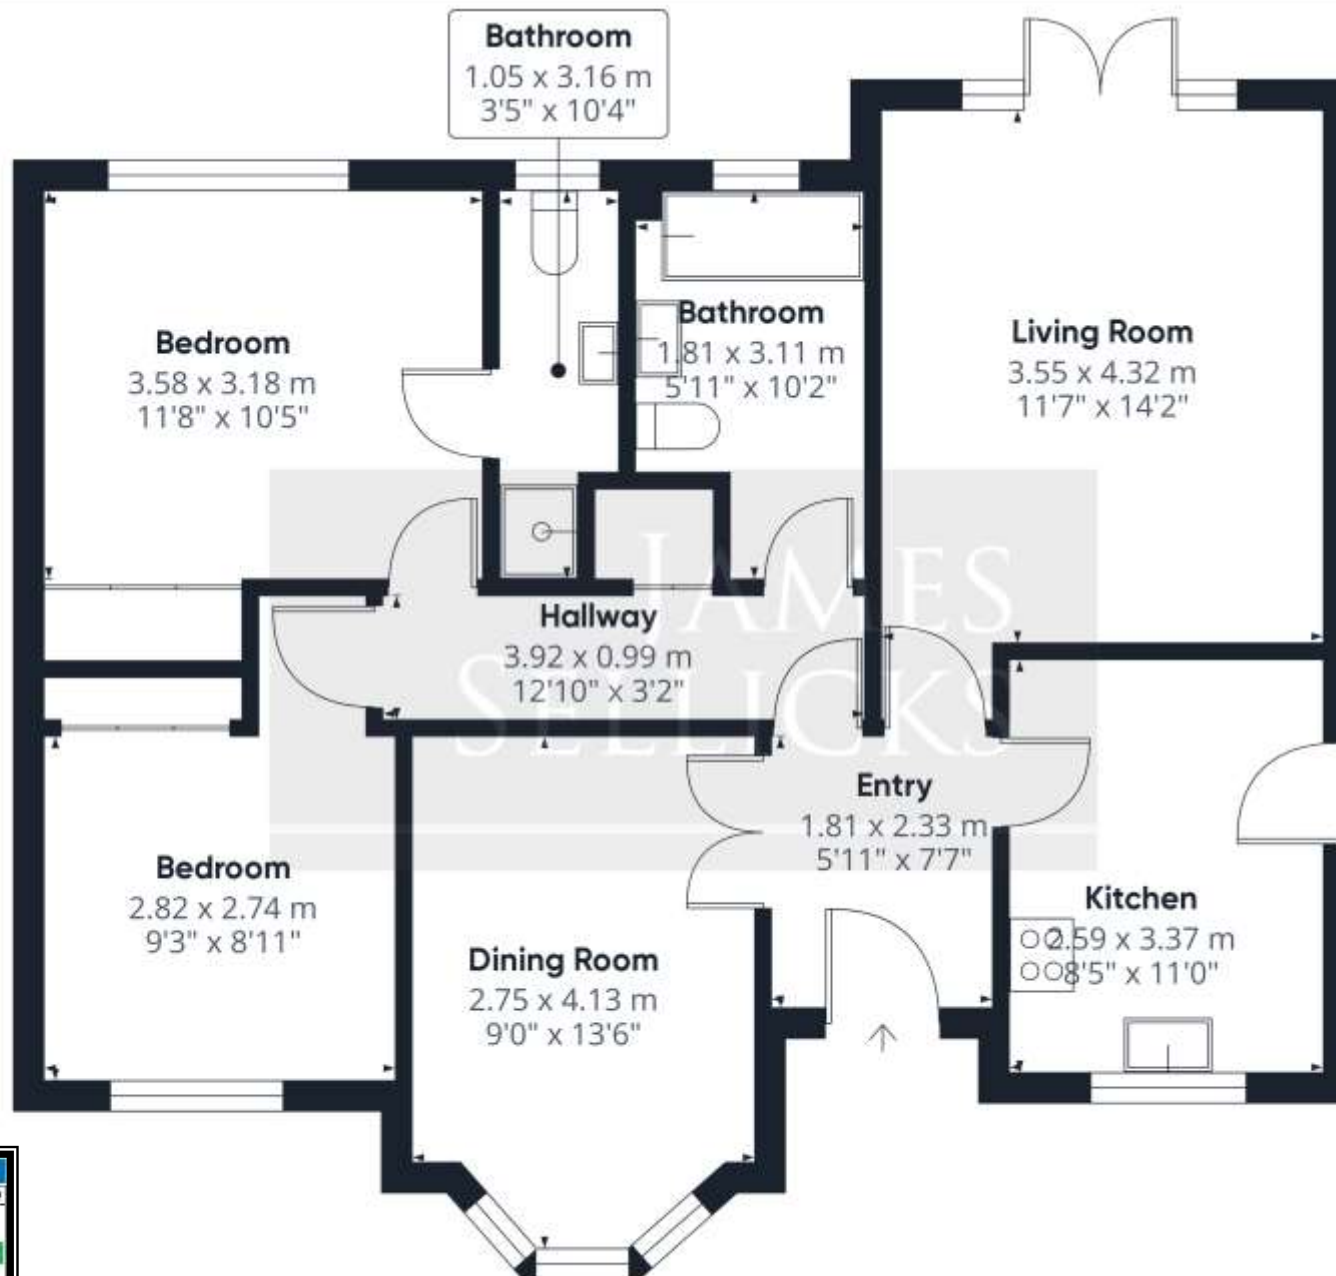 Bathroom
1.05 x 3.16 m
3'5" x 10'4"
Bedroom
3.58 x 3.18 m
11'8" x 10'5"
Bathroom
1.81 x 3.11 m
5'11" x 10'2"
Living Room
3.55 x 4.32 m
11'7" x 14'2"
Hallway
3.92 x 0.99 m
12'10" x 3'2"
JAMES
SELLICKS
Entry
1.81 x 2.33 m
5'11" x 7'7"
Bedroom
2.82 x 2.74 m
9'3" x 8'11"
Dining Room
2.75 x 4.13 m
9'0" x 13'6"
Kitchen
2.59 x 3.37 m
8'5" x 11'0"